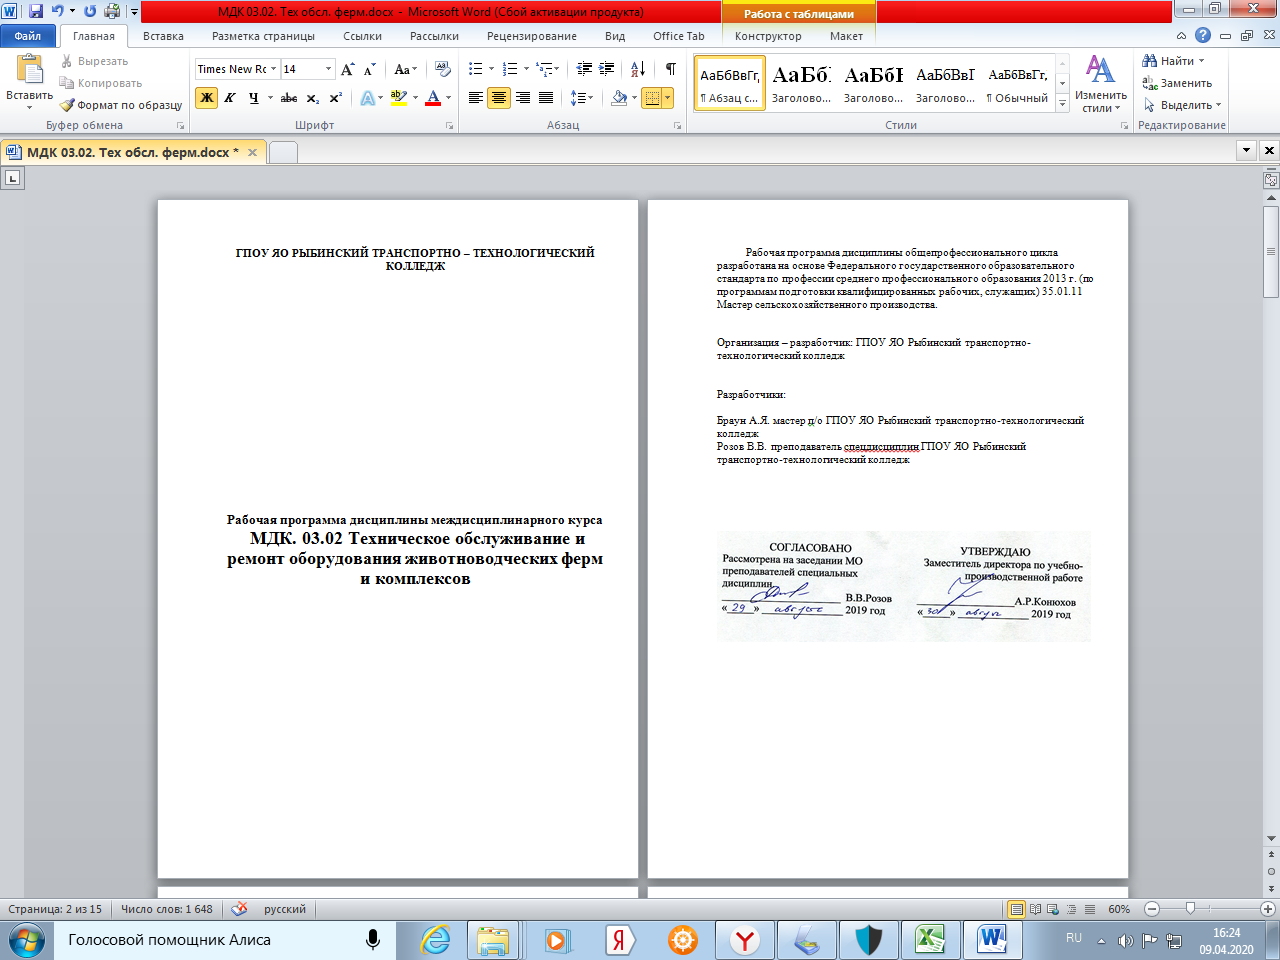 МДК 03.02. Тех обсл. ферм.docx - Microsoft Word (Сбой активации продукта)
Работа с таблицами
Файл Главная Вставка Разметка страницы Ссылки Рассылки Рецензирование Вид Office Tab Конструктор Макет
Вставить
Вырезать
Копировать
Формат по образцу
Буфер обмена
Times New Rc 14
Ж К Ч abc x₂ x²
Шрифт
Абзац
АаБбВвГг, АаБб. АаБбВ АаБбВвI АаБбВвГг,
¶ Абзац с... Заголово... Заголово... Заголово... ¶ Обычный
Изменить стили
Стили
Найти
Заменить
Выделить
Редактирование
МДК 03.02. Тех обсл. ферм.docx *
ГПОУ ЯО РЫБИНСКИЙ ТРАНСПОРТНО – ТЕХНОЛОГИЧЕСКИЙ
КОЛЛЕДЖ
Рабочая программа дисциплины междисциплинарного курса
МДК. 03.02 Техническое обслуживание и
ремонт оборудования животноводческих ферм
и комплексов
Рабочая программа дисциплины общепрофессионального цикла
разработана на основе Федерального государственного образовательного
стандарта по профессии среднего профессионального образования 2013 г. (по
программам подготовки квалифицированных рабочих, служащих) 35.01.11
Мастер сельскохозяйственного производства.
Организация – разработчик: ГПОУ ЯО Рыбинский транспортно-
технологический колледж
Разработчики:
Браун А.Я. мастер п/о ГПОУ ЯО Рыбинский транспортно-технологический
колледж
Розов В.В. преподаватель спецдисциплин ГПОУ ЯО Рыбинский
транспортно-технологический колледж
СОГЛАСОВАНО
Рассмотрена на заседании МО
преподавателей специальных
дисциплин
В.В.Розов
«29» августа 2019 год
УТВЕРЖДАЮ
Заместитель директора по учебно-
производственной работе
А.Р.Конюхов
«30» август 2019 год
Страница: 2 из 15 Число слов: 1 648 русский 60%
Голосовой помощник Алиса
RU
16:24
09.04.2020